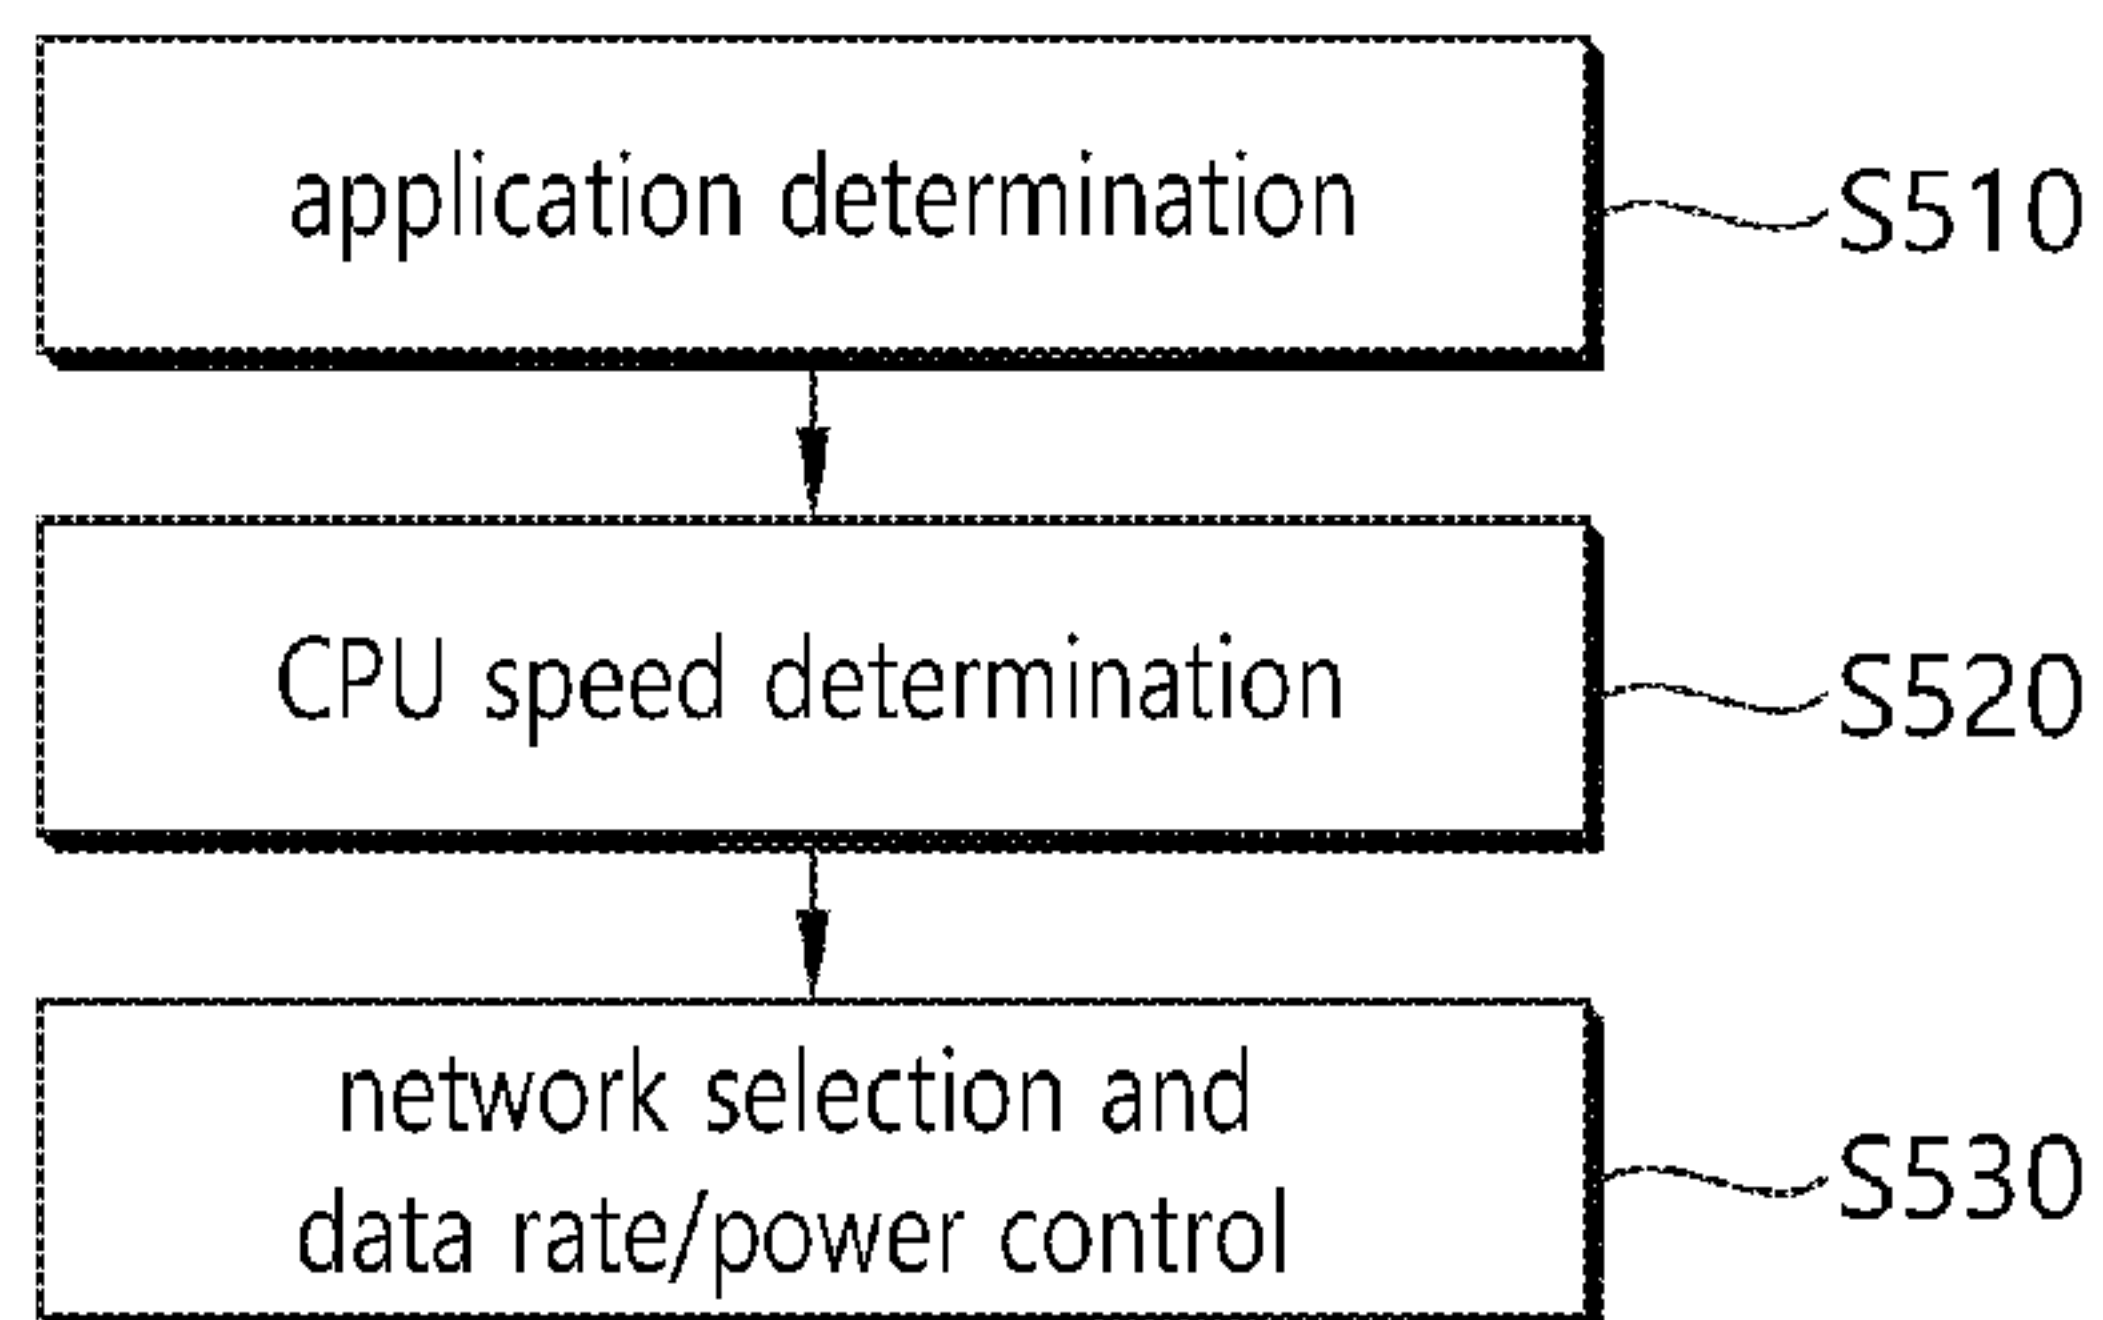 application determination
S510
CPU speed determination
S520
network selection and
data rate/power control
S530